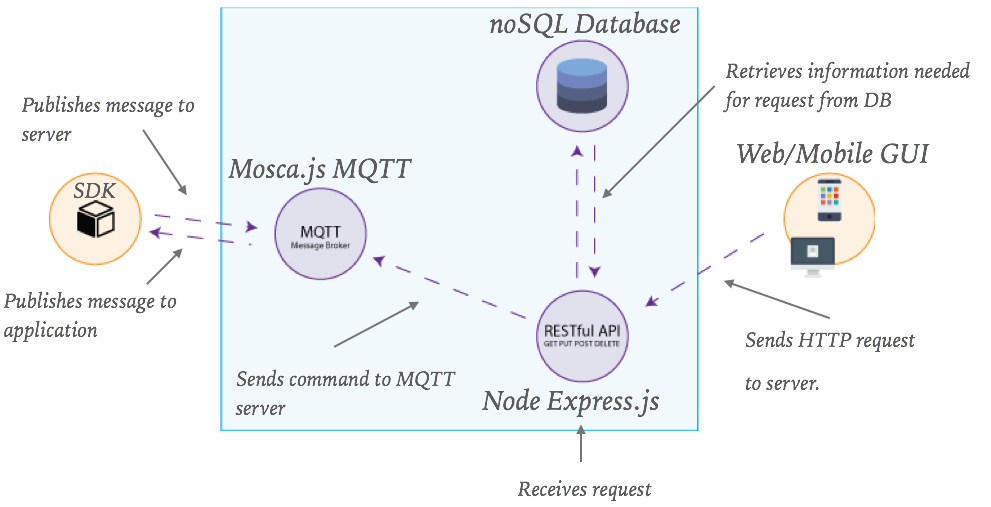 noSQL Database
Retrieves information needed
for request from DB
Publishes message to
server
Mosca.js MQTT
Web/Mobile GUI
SDK
MQTT
Message Broker
Publishes message to
application
RESTful API
GET PUT POST DELETE
Sends HTTP request
to server.
Sends command to MQTT
server
Node Express.js
Receives request